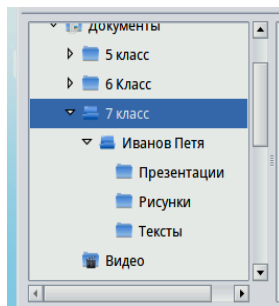 Документы
5 класс
6 Класс
7 класс
Иванов Петя
Презентации
Рисунки
Тексты
Видео